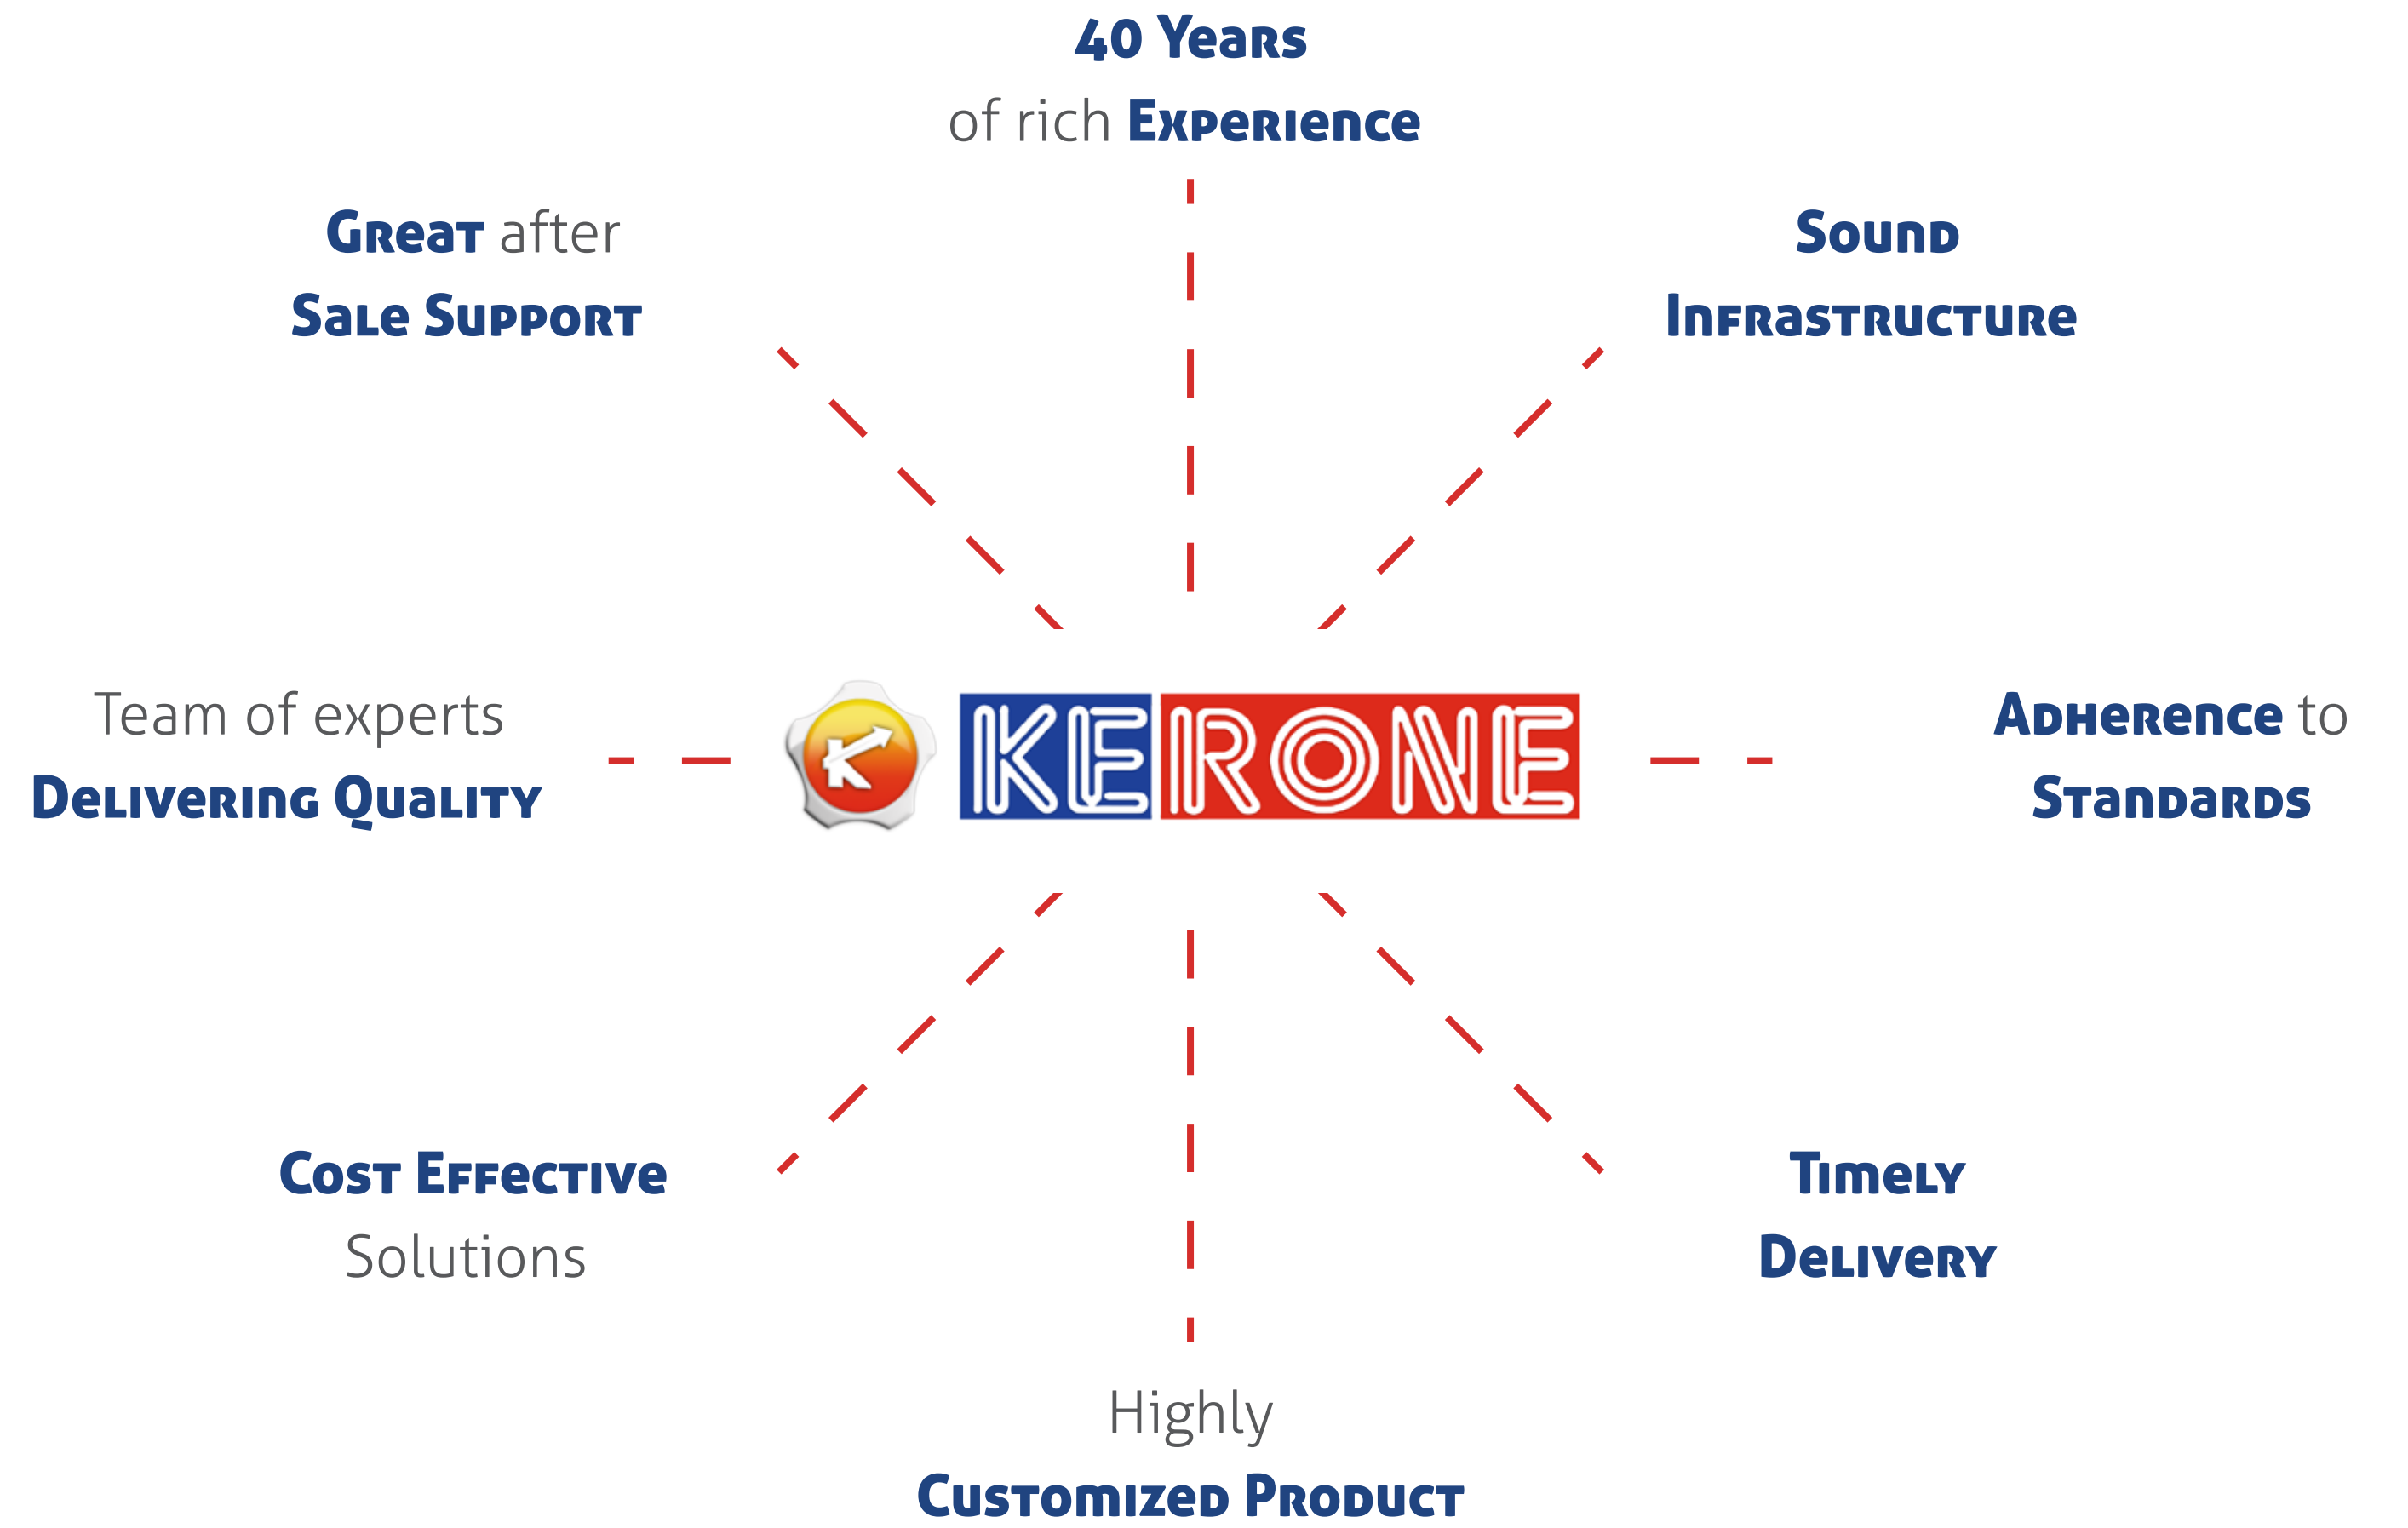 40 Years
of rich Experience
Great after
Sale Support
Sound
Infrastructure
Team of experts
Delivering Quality
K KERONE
Adherence to
Standards
Cost Effective
Solutions
Timely
Delivery
Highly
Customized Product